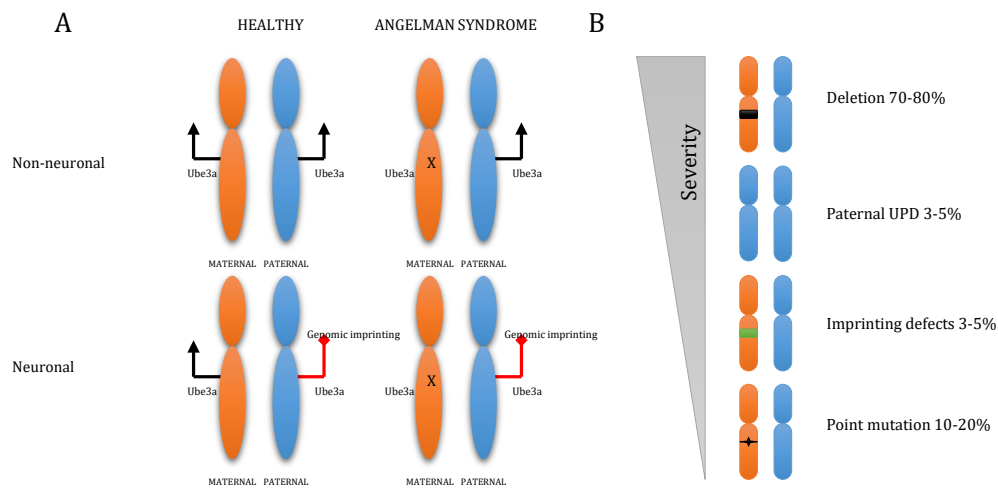 A
HEALTHY
ANGELMAN SYNDROME
B
Non-neuronal
Ube3a
Ube3a
Ube3a
X
Ube3a
MATERNAL
PATERNAL
MATERNAL
PATERNAL
Neuronal
Genomic imprinting
Ube3a
Ube3a
Genomic imprinting
Ube3a
X
Ube3a
MATERNAL
PATERNAL
MATERNAL
PATERNAL
Severity
Deletion 70-80%
Paternal UPD 3-5%
Imprinting defects 3-5%
Point mutation 10-20%